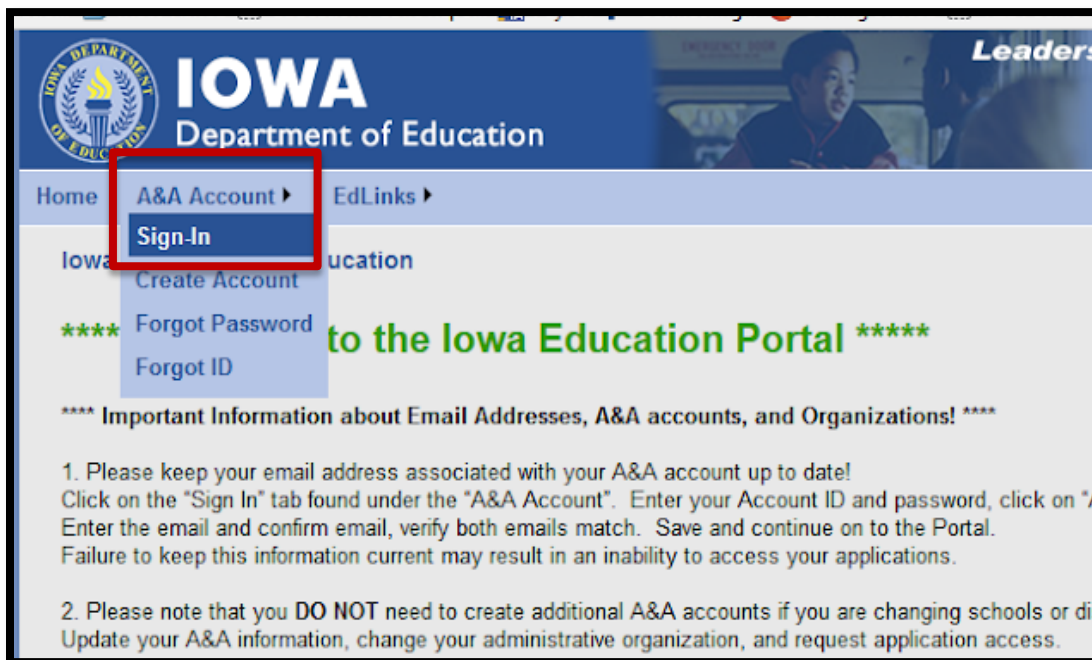 Leaders
IOWA
Department of Education
IOWA DEPARTMENT OF EDUCATION
Home A&A Account EdLinks
Sign-In
Iowa ucation
Create Account
Forgot Password
Forgot ID
**** to the Iowa Education Portal *****
**** Important Information about Email Addresses, A&A accounts, and Organizations! ****
1. Please keep your email address associated with your A&A account up to date!
Click on the "Sign In" tab found under the "A&A Account". Enter your Account ID and password, click on "A
Enter the email and confirm email, verify both emails match. Save and continue on to the Portal.
Failure to keep this information current may result in an inability to access your applications.
2. Please note that you DO NOT need to create additional A&A accounts if you are changing schools or di
Update your A&A information, change your administrative organization, and request application access.